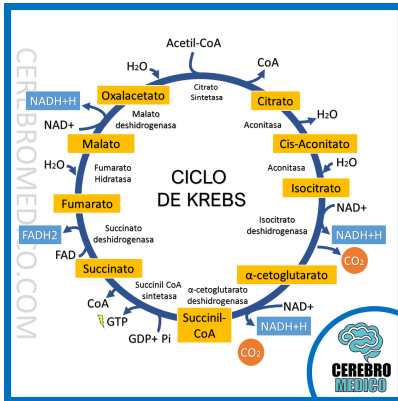 Acetil-CoA
H₂O
CoA
Citrato
Sintetasa
Oxalacetato
Citrato
NADH+H
Malato
deshidrogenasa
Aconitasa
H₂O
NAD+
Malato
Cis-Aconitato
H₂O
Fumarato
Hidratasa
Aconitasa
H₂O
CICLO
DE KREBS
Isocitrato
Fumarato
NAD+
Isocitrato
deshidrogenasa
FADH2
Succinato
deshidrogenasa
NADH+H
FAD
CO₂
Succinato
α-cetoglutarato
Succinil CoA
sintetasa
α-cetoglutarato
deshidrogenasa
CoA
NAD+
GTP
Succinil-
CoA
NADH+H
GDP+ Pi
CO₂
CEREBROMEDICO.COM
CEREBRO
MEDICO